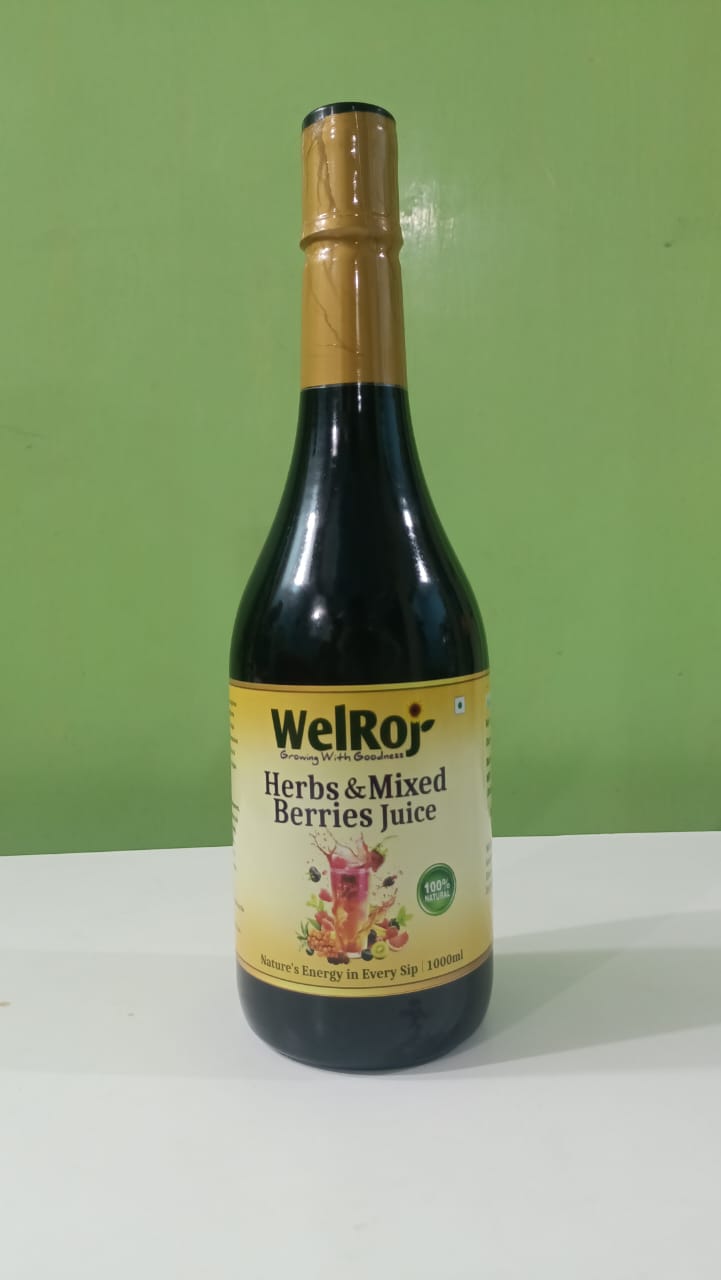 WelRoj
Growing With Goodness
Herbs & Mixed
Berries Juice
100%
NATURAL
Nature's Energy in Every Sip | 1000ml